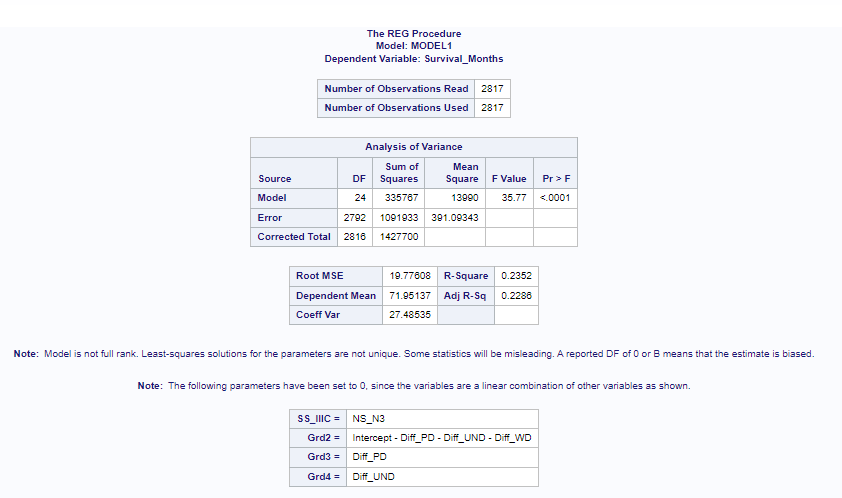 The REG Procedure
Model: MODEL1
Dependent Variable: Survival_Months
Number of Observations Read 2817
Number of Observations Used 2817
Analysis of Variance
Source DF Sum of Squares Mean Square F Value Pr > F
Model 24 335767 13990 35.77 <.0001
Error 2792 1091933 391.09343
Corrected Total 2816 1427700
Root MSE 19.77608 R-Square 0.2352
Dependent Mean 71.95137 Adj R-Sq 0.2286
Coeff Var 27.48535
Note: Model is not full rank. Least-squares solutions for the parameters are not unique. Some statistics will be misleading. A reported DF of 0 or B means that the estimate is biased.
Note: The following parameters have been set to 0, since the variables are a linear combination of other variables as shown.
SS_IIIC = NS_N3
Grd2 = Intercept - Diff_PD - Diff_UND - Diff_WD
Grd3 = Diff_PD
Grd4 = Diff_UND